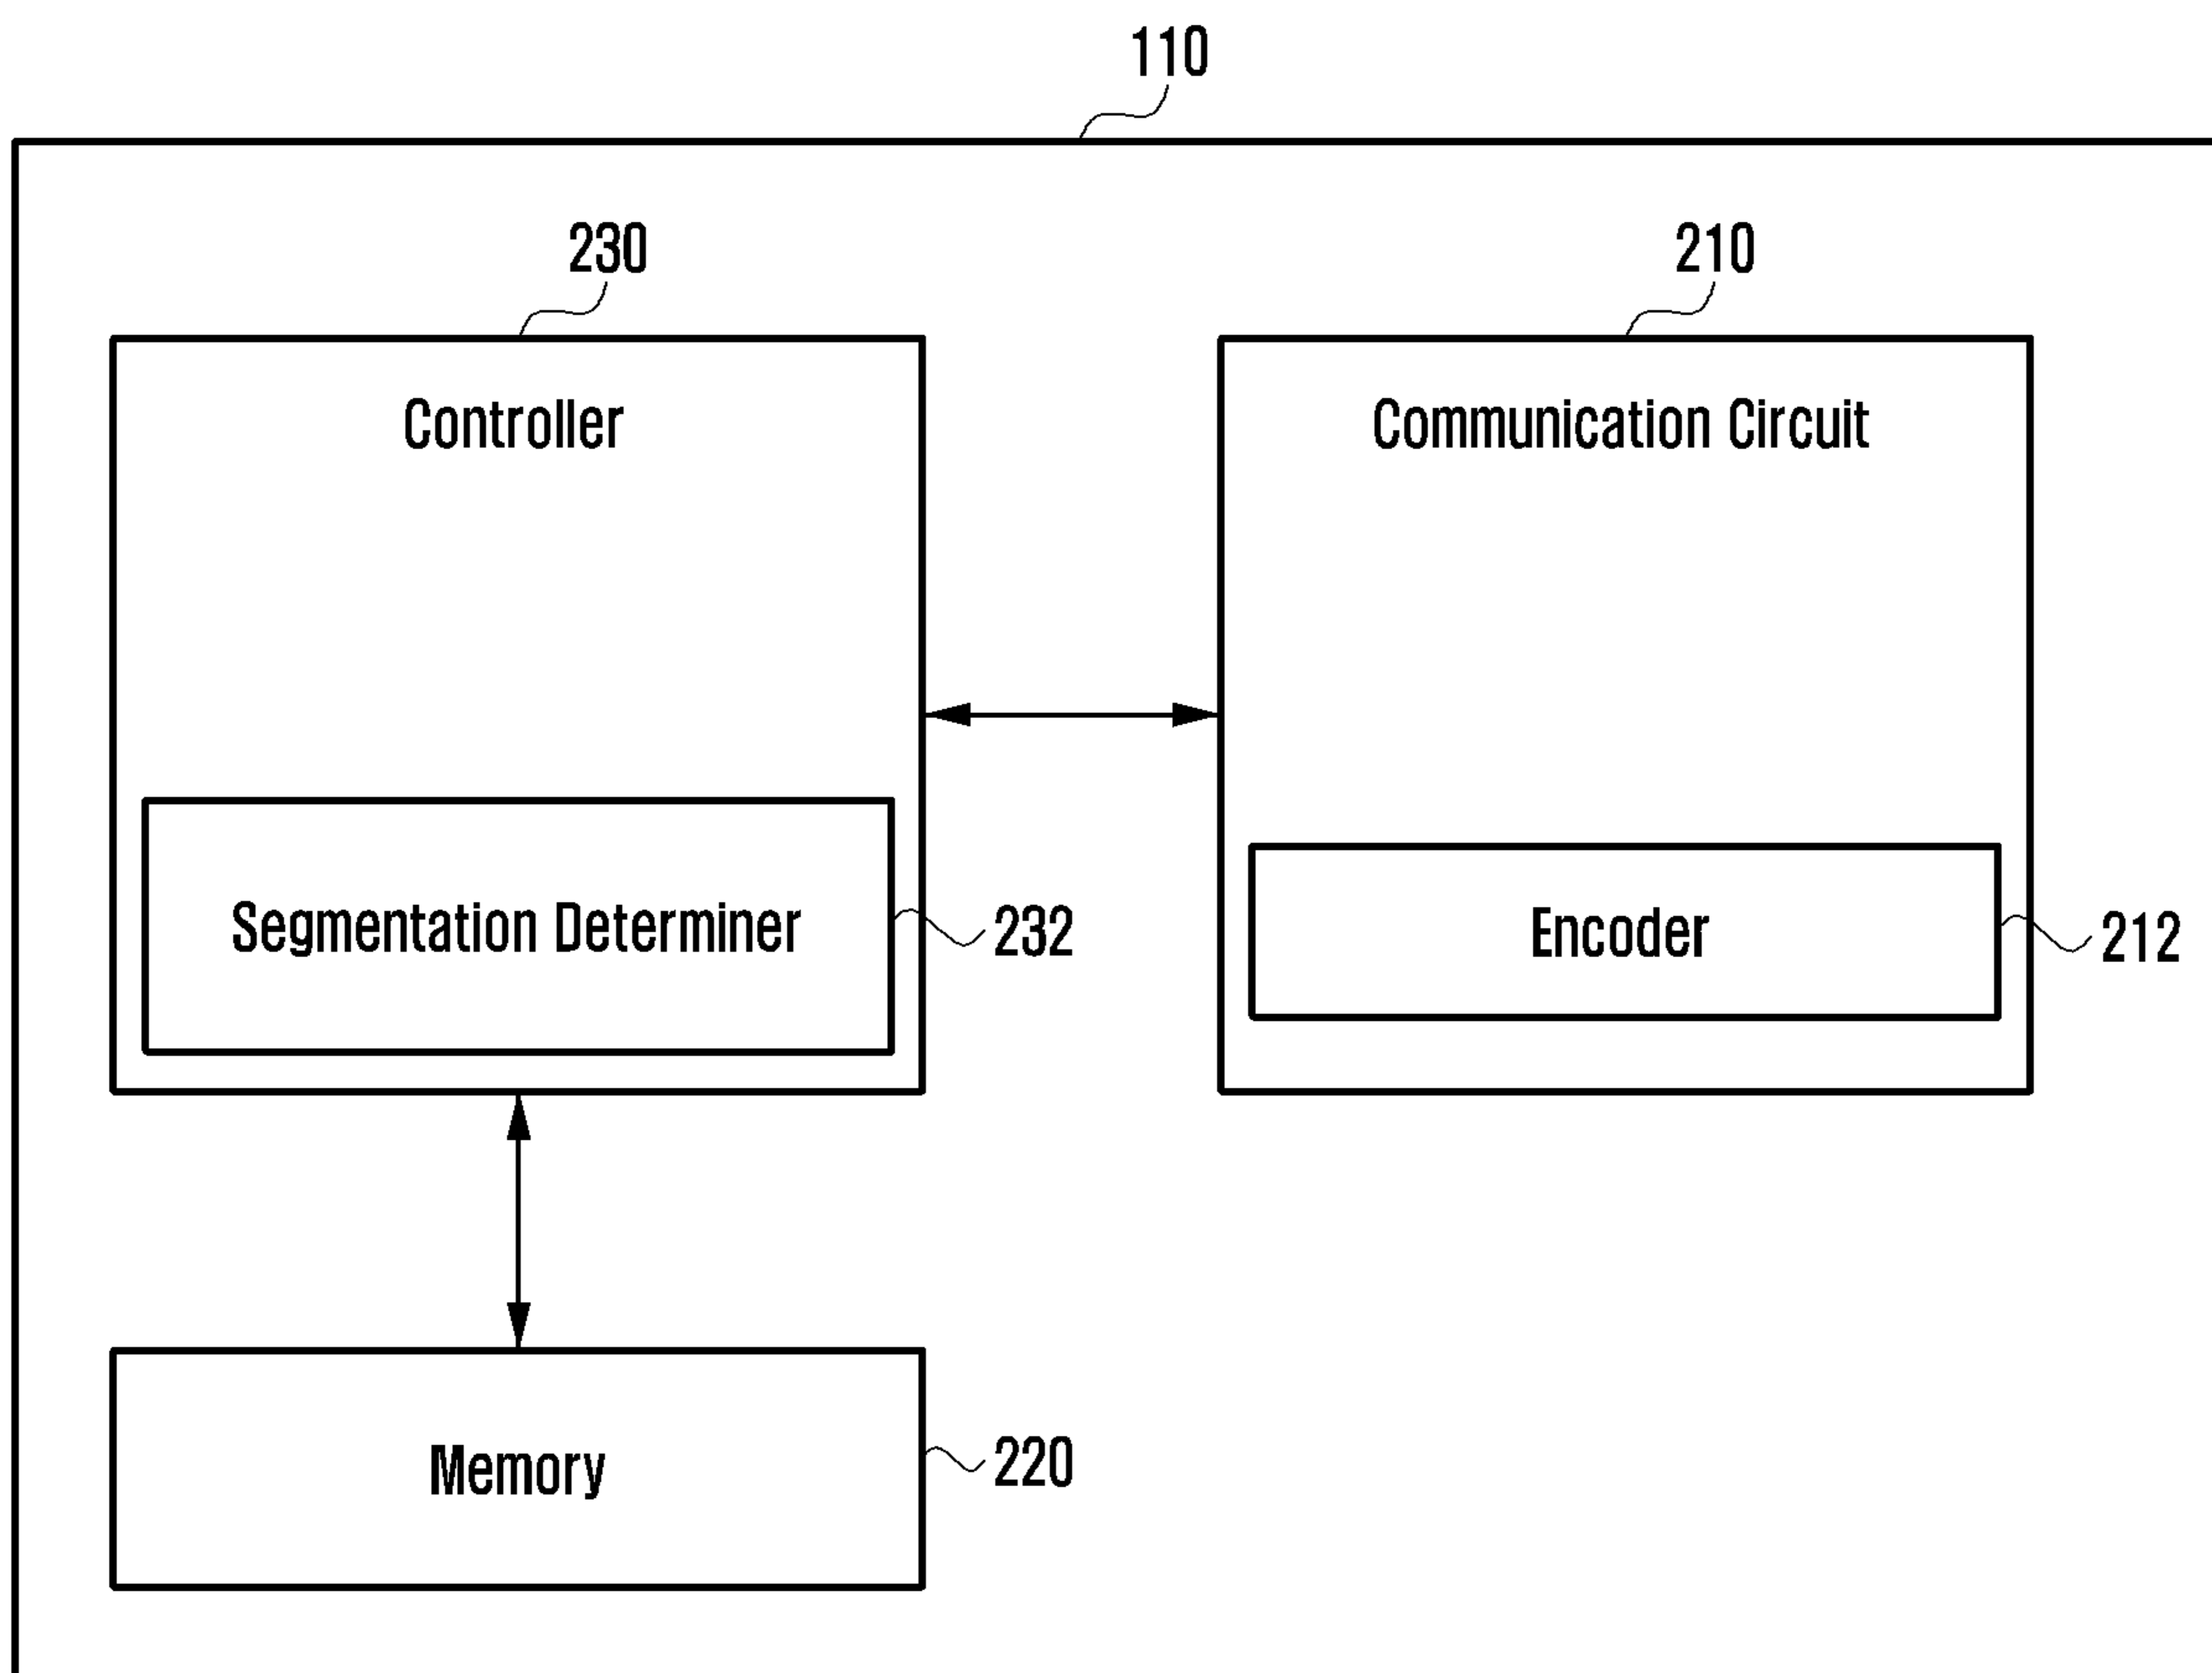 110
230
210
Controller
Communication Circuit
Segmentation Determiner
232
Encoder
212
Memory
220